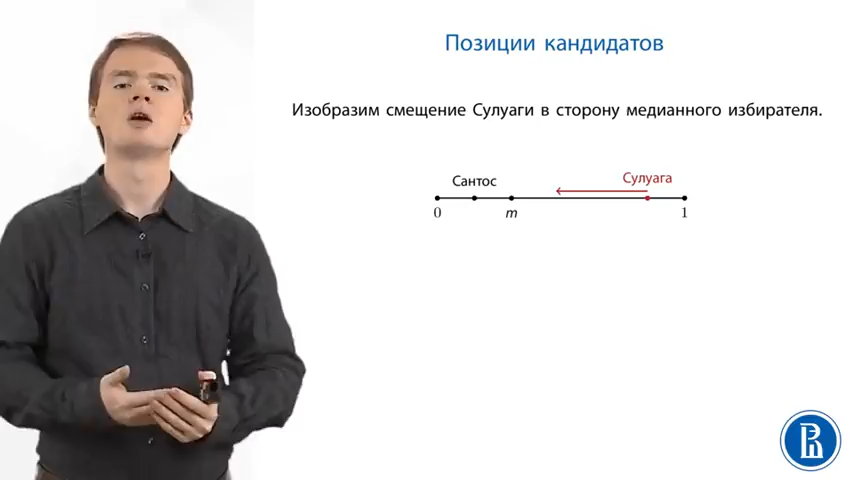 Позиции кандидатов
Изобразим смещение Сулуаги в сторону медианного избирателя.
Сантос
Сулуага
0
m
1